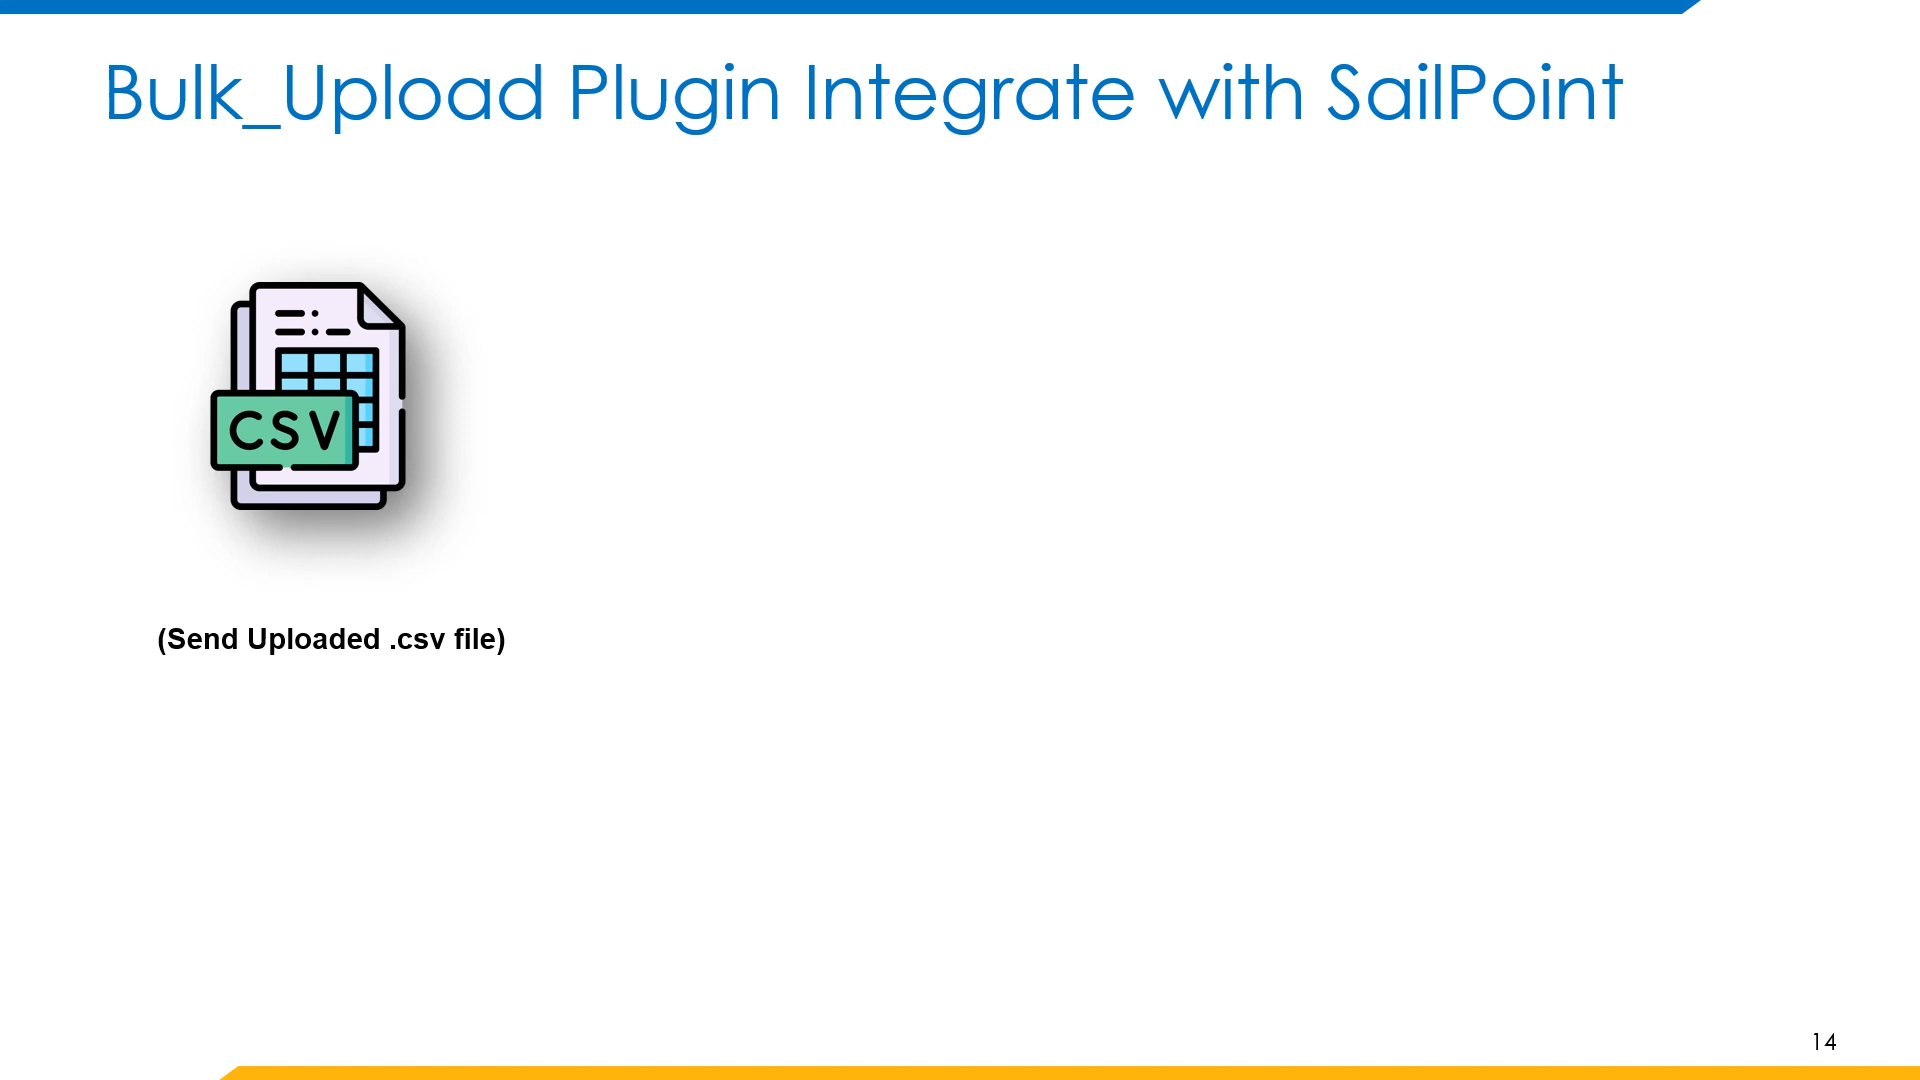 Bulk_Upload Plugin Integrate with SailPoint
CSV
(Send Uploaded .csv file)
14